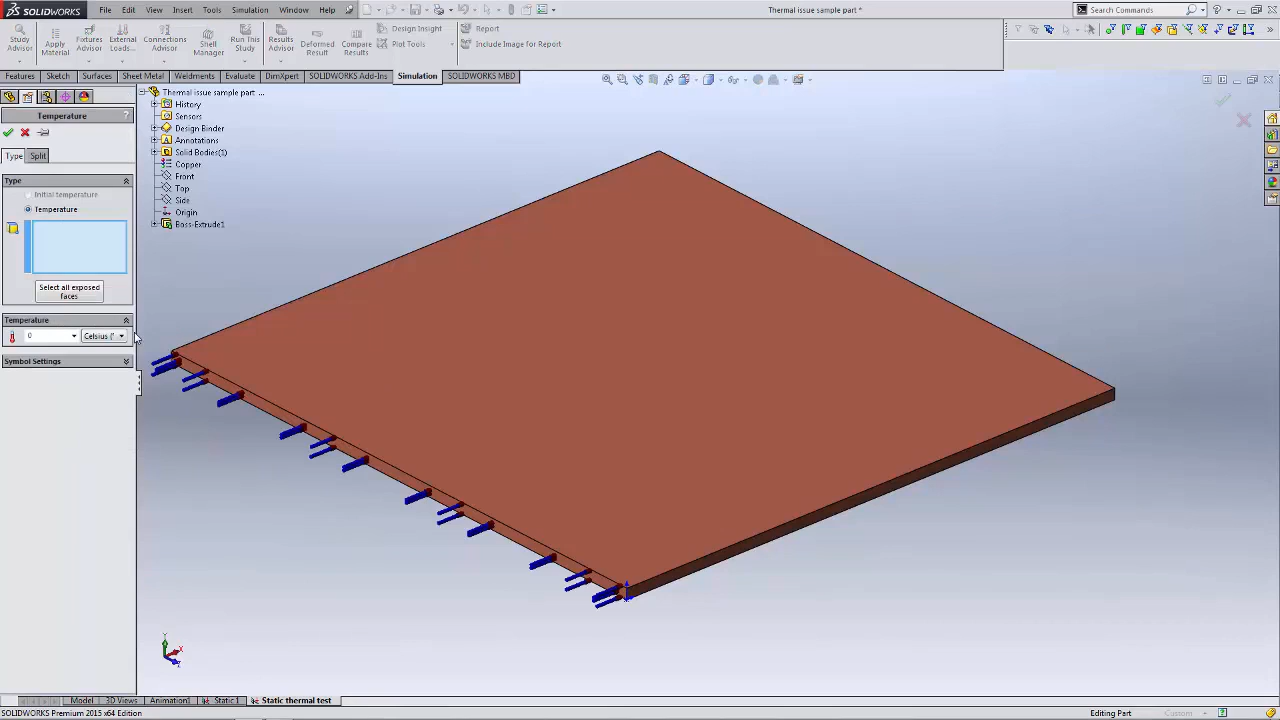 SOLIDWORKS File Edit View Insert Tools Simulation Window Help
Thermal issue sample part *
Search Commands
Study Advisor
Apply Material
Fixtures Advisor
External Loads...
Connections Advisor
Shell Manager
Run This Study
Results Advisor
Deformed Result
Compare Results
Design Insight
Plot Tools
Report
Include Image for Report
Features Sketch Surfaces Sheet Metal Weldments Evaluate DimXpert SOLIDWORKS Add-Ins Simulation SOLIDWORKS MBD
Temperature
?
Type Split
Type
Initial temperature
Temperature
Select all exposed
faces
Temperature
0 Celsius (°
Symbol Settings
Thermal issue sample part ...
History
Sensors
Design Binder
Annotations
Solid Bodies(1)
Copper
Front
Top
Side
Origin
Boss-Extrude1
Y
X
Z
Model 3D Views Animation1 Static 1 Static thermal test
SOLIDWORKS Premium 2015 x64 Edition
Editing Part
Custom